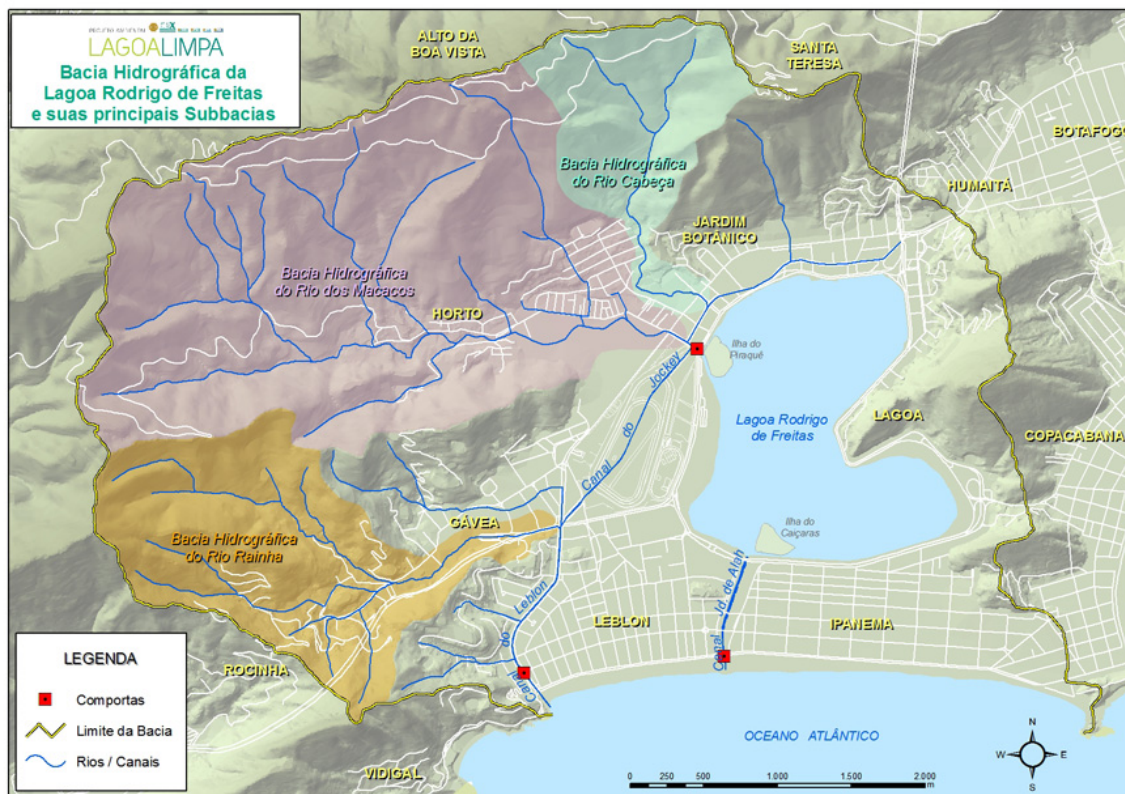 LAGOALIMPA
Bacia Hidrográfica da
Lagoa Rodrigo de Freitas
e suas principais Subbacias
ALTO DA
BOA VISTA
SANTA
TERESA
BOTAFOGO
HUMAITÁ
Bacia Hidrográfica
do Rio Cabeça
JARDIM
BOTÂNICO
Bacia Hidrográfica
do Rio dos Macacos
HORTO
Ilha do
Piraquê
Canal do Jockey
Lagoa Rodrigo
de Freitas
LAGOA
COPACABANA
GÁVEA
Ilha do
Caiçaras
Bacia Hidrográfica
do Rio Rainha
Canal do Leblon
Canal Jd. de Alah
LEBLON
IPANEMA
ROCINHA
VIDIGAL
OCEANO ATLÂNTICO
LEGENDA
Comportas
Limite da Bacia
Rios / Canais
N
W E
S
0 500 1.000 1.500 2.000
m